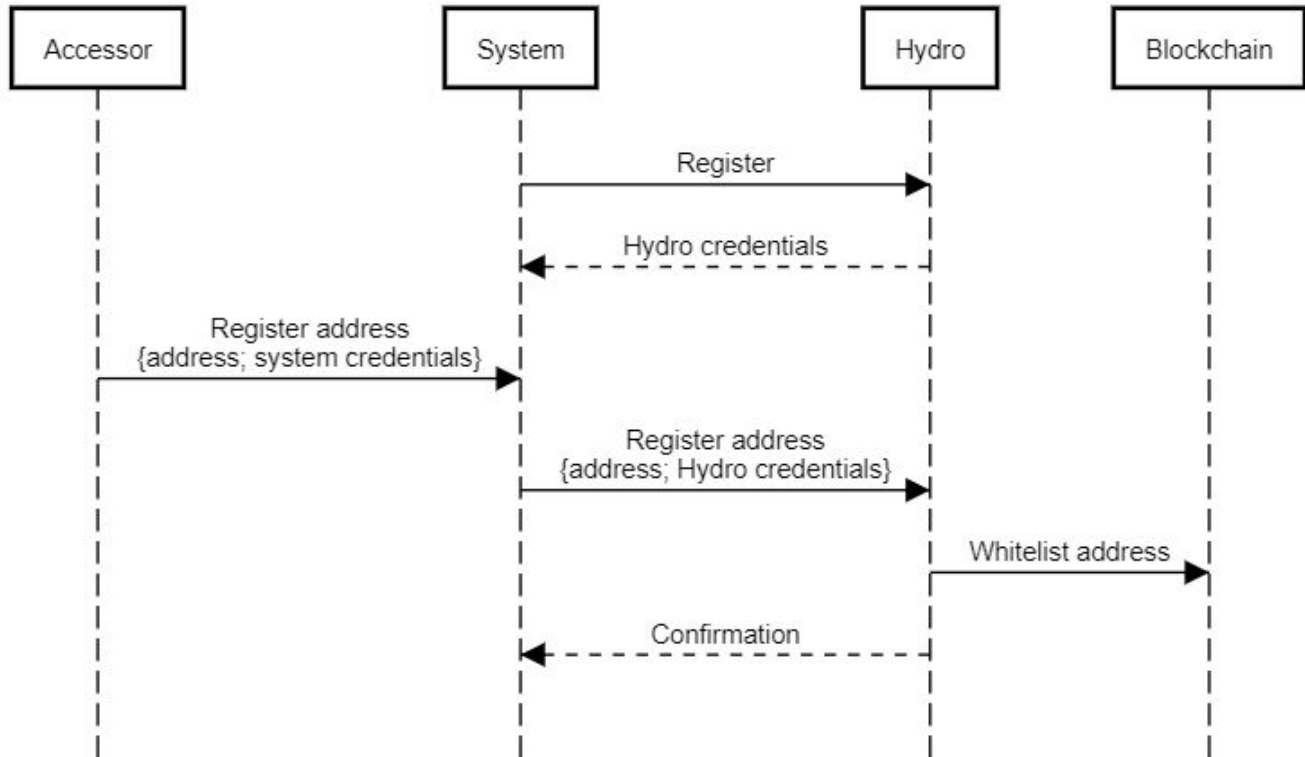 Accessor
System
Hydro
Blockchain
Register
Hydro credentials
Register address
{address; system credentials}
Register address
{address; Hydro credentials}
Whitelist address
Confirmation